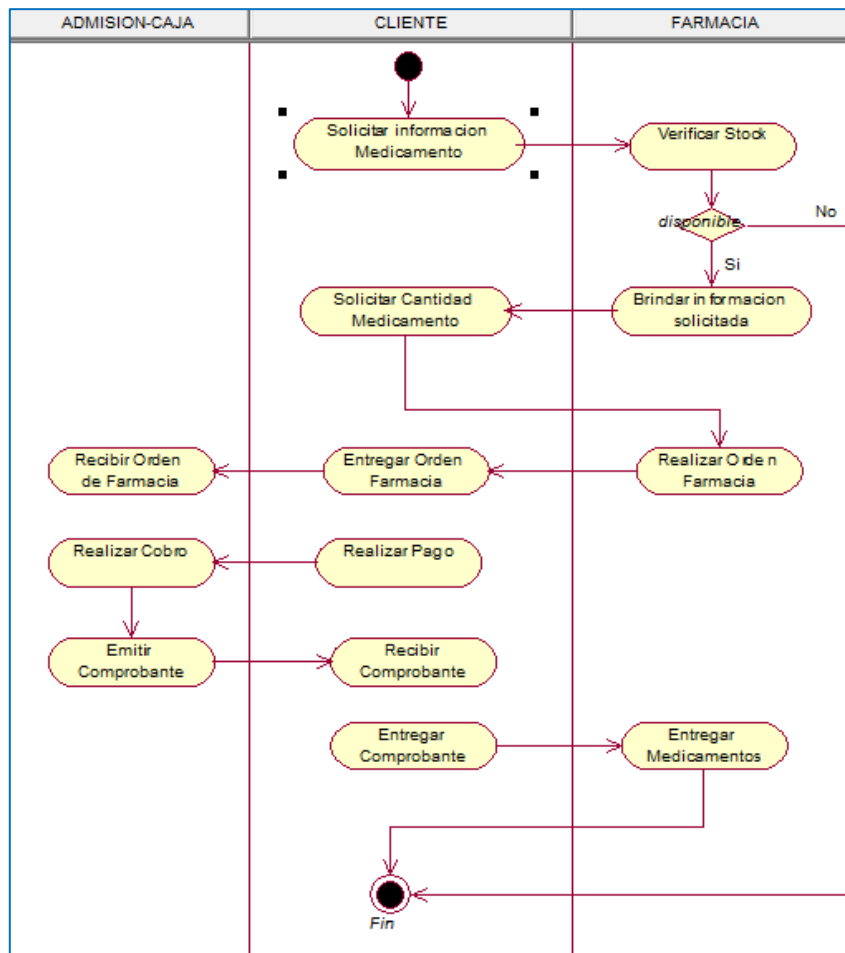 ADMISION-CAJA
CLIENTE
FARMACIA
Solicitar informacion
Medicamento
Verificar Stock
disponible
No
Si
Solicitar Cantidad
Medicamento
Brindar informacion
solicitada
Recibir Orden
de Farmacia
Entregar Orden
Farmacia
Realizar Orden
Farmacia
Realizar Cobro
Realizar Pago
Emitir
Comprobante
Recibir
Comprobante
Entregar
Comprobante
Entregar
Medicamentos
Fin